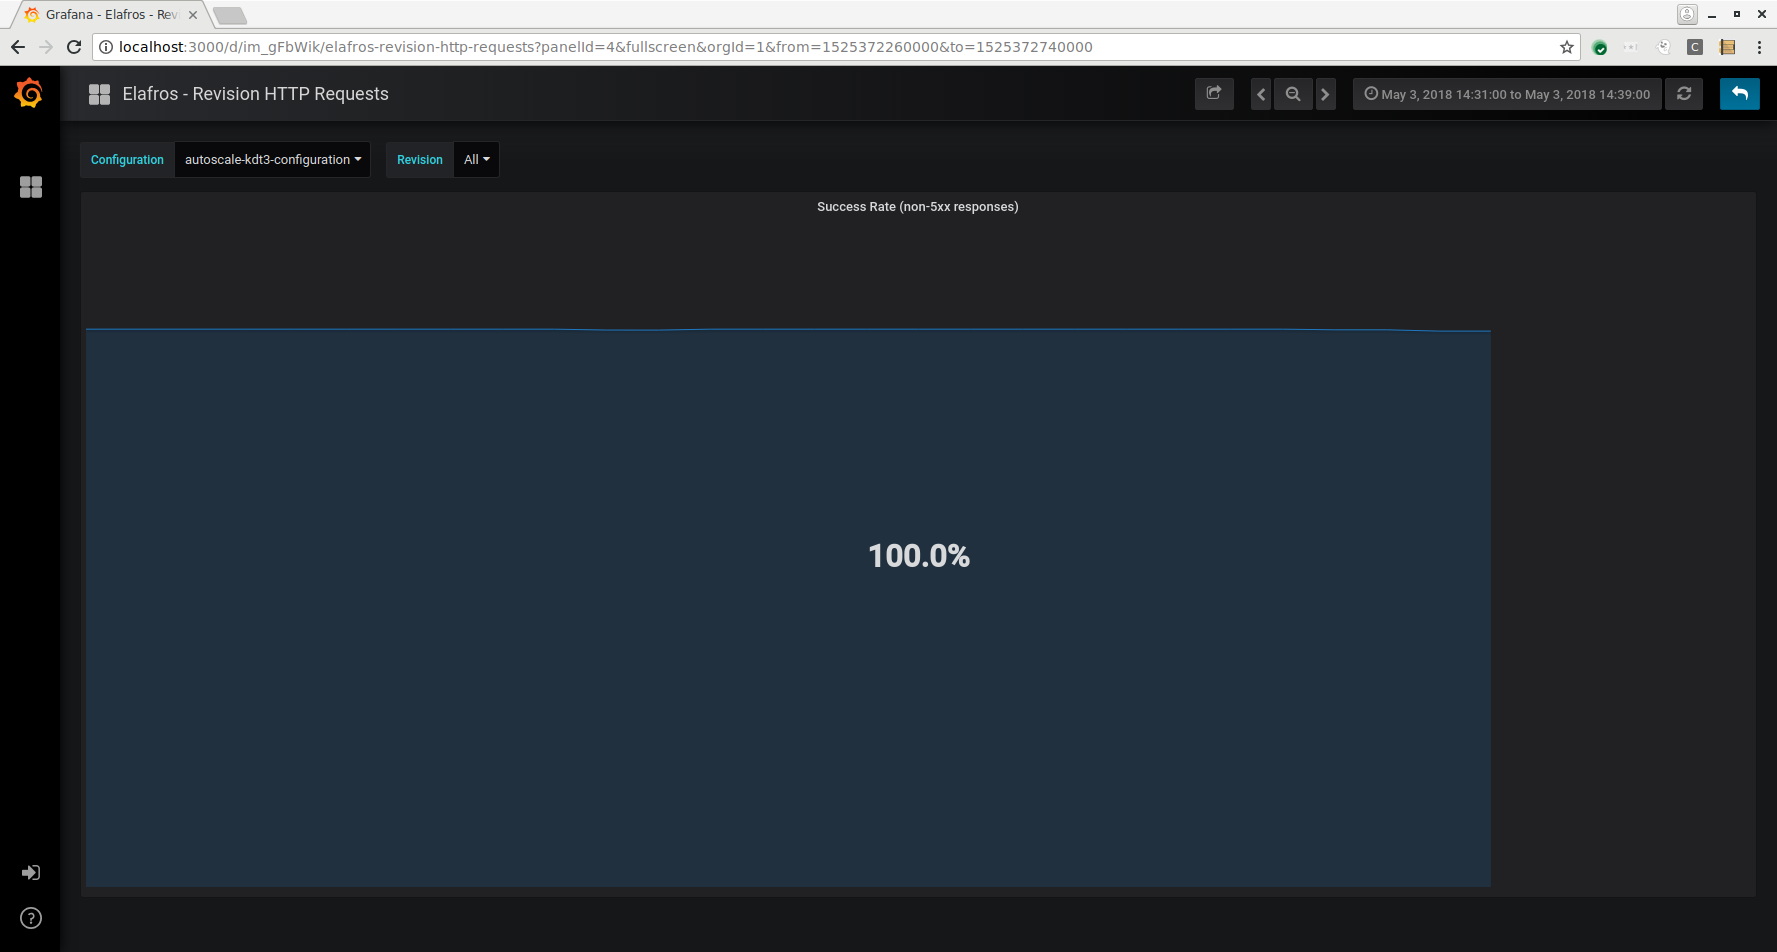 Grafana - Elafros - Rev
localhost:3000/d/im_gFbWik/elafros-revision-http-requests?panelId=4&fullscreen&orgId=1&from=1525372260000&to=1525372740000
C
Elafros - Revision HTTP Requests
May 3, 2018 14:31:00 to May 3, 2018 14:39:00
Configuration autoscale-kdt3-configuration Revision All
Success Rate (non-5xx responses)
100.0%